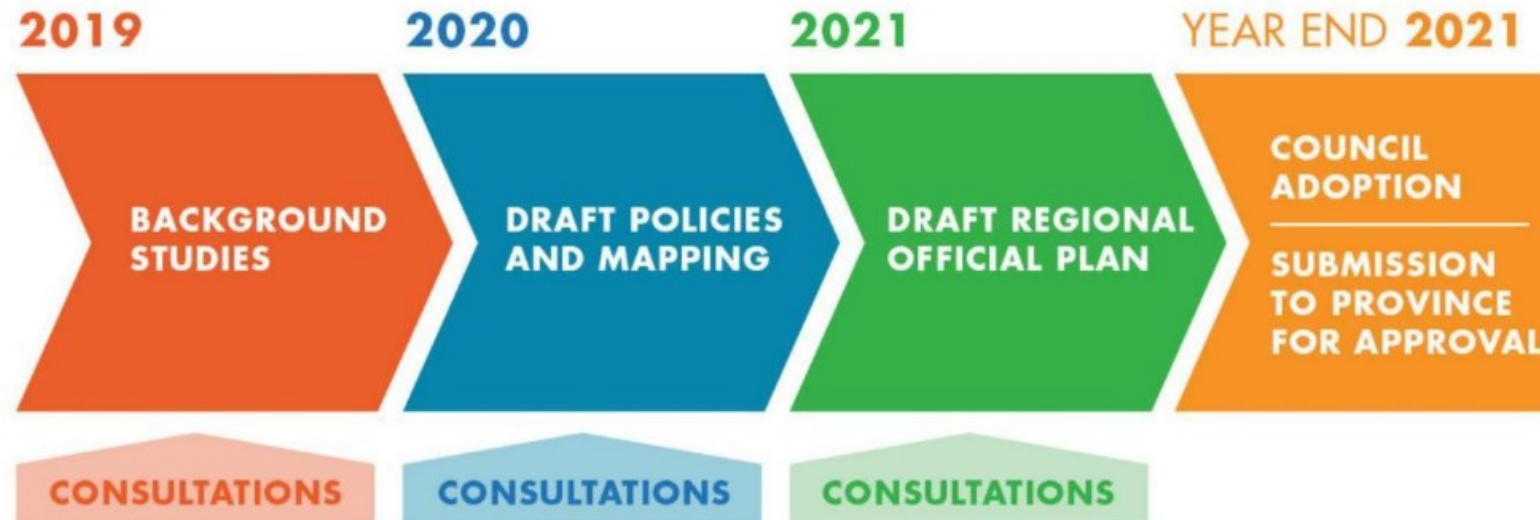 2019
2020
2021
YEAR END 2021
BACKGROUND
STUDIES
DRAFT POLICIES
AND MAPPING
DRAFT REGIONAL
OFFICIAL PLAN
COUNCIL
ADOPTION
SUBMISSION
TO PROVINCE
FOR APPROVAL
CONSULTATIONS
CONSULTATIONS
CONSULTATIONS